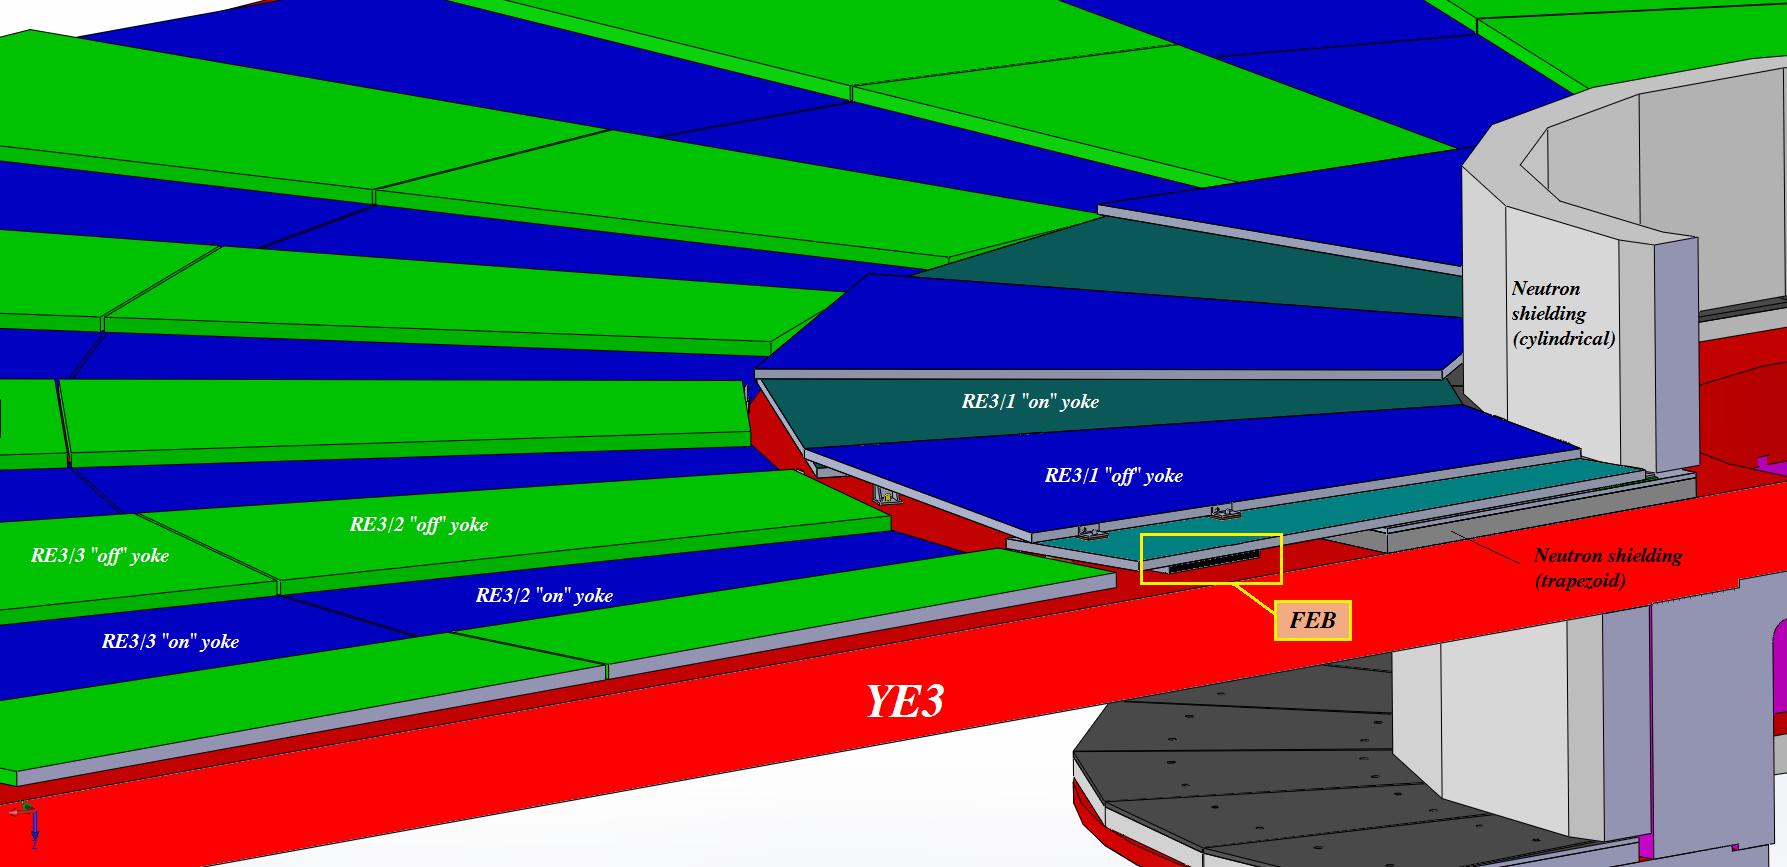 Neutron
shielding
(cylindrical)
RE3/1 "on" yoke
RE3/1 "off" yoke
RE3/2 "off" yoke
RE3/3 "off" yoke
Neutron shielding
(trapezoid)
RE3/2 "on" yoke
FEB
RE3/3 "on" yoke
YE3
Z